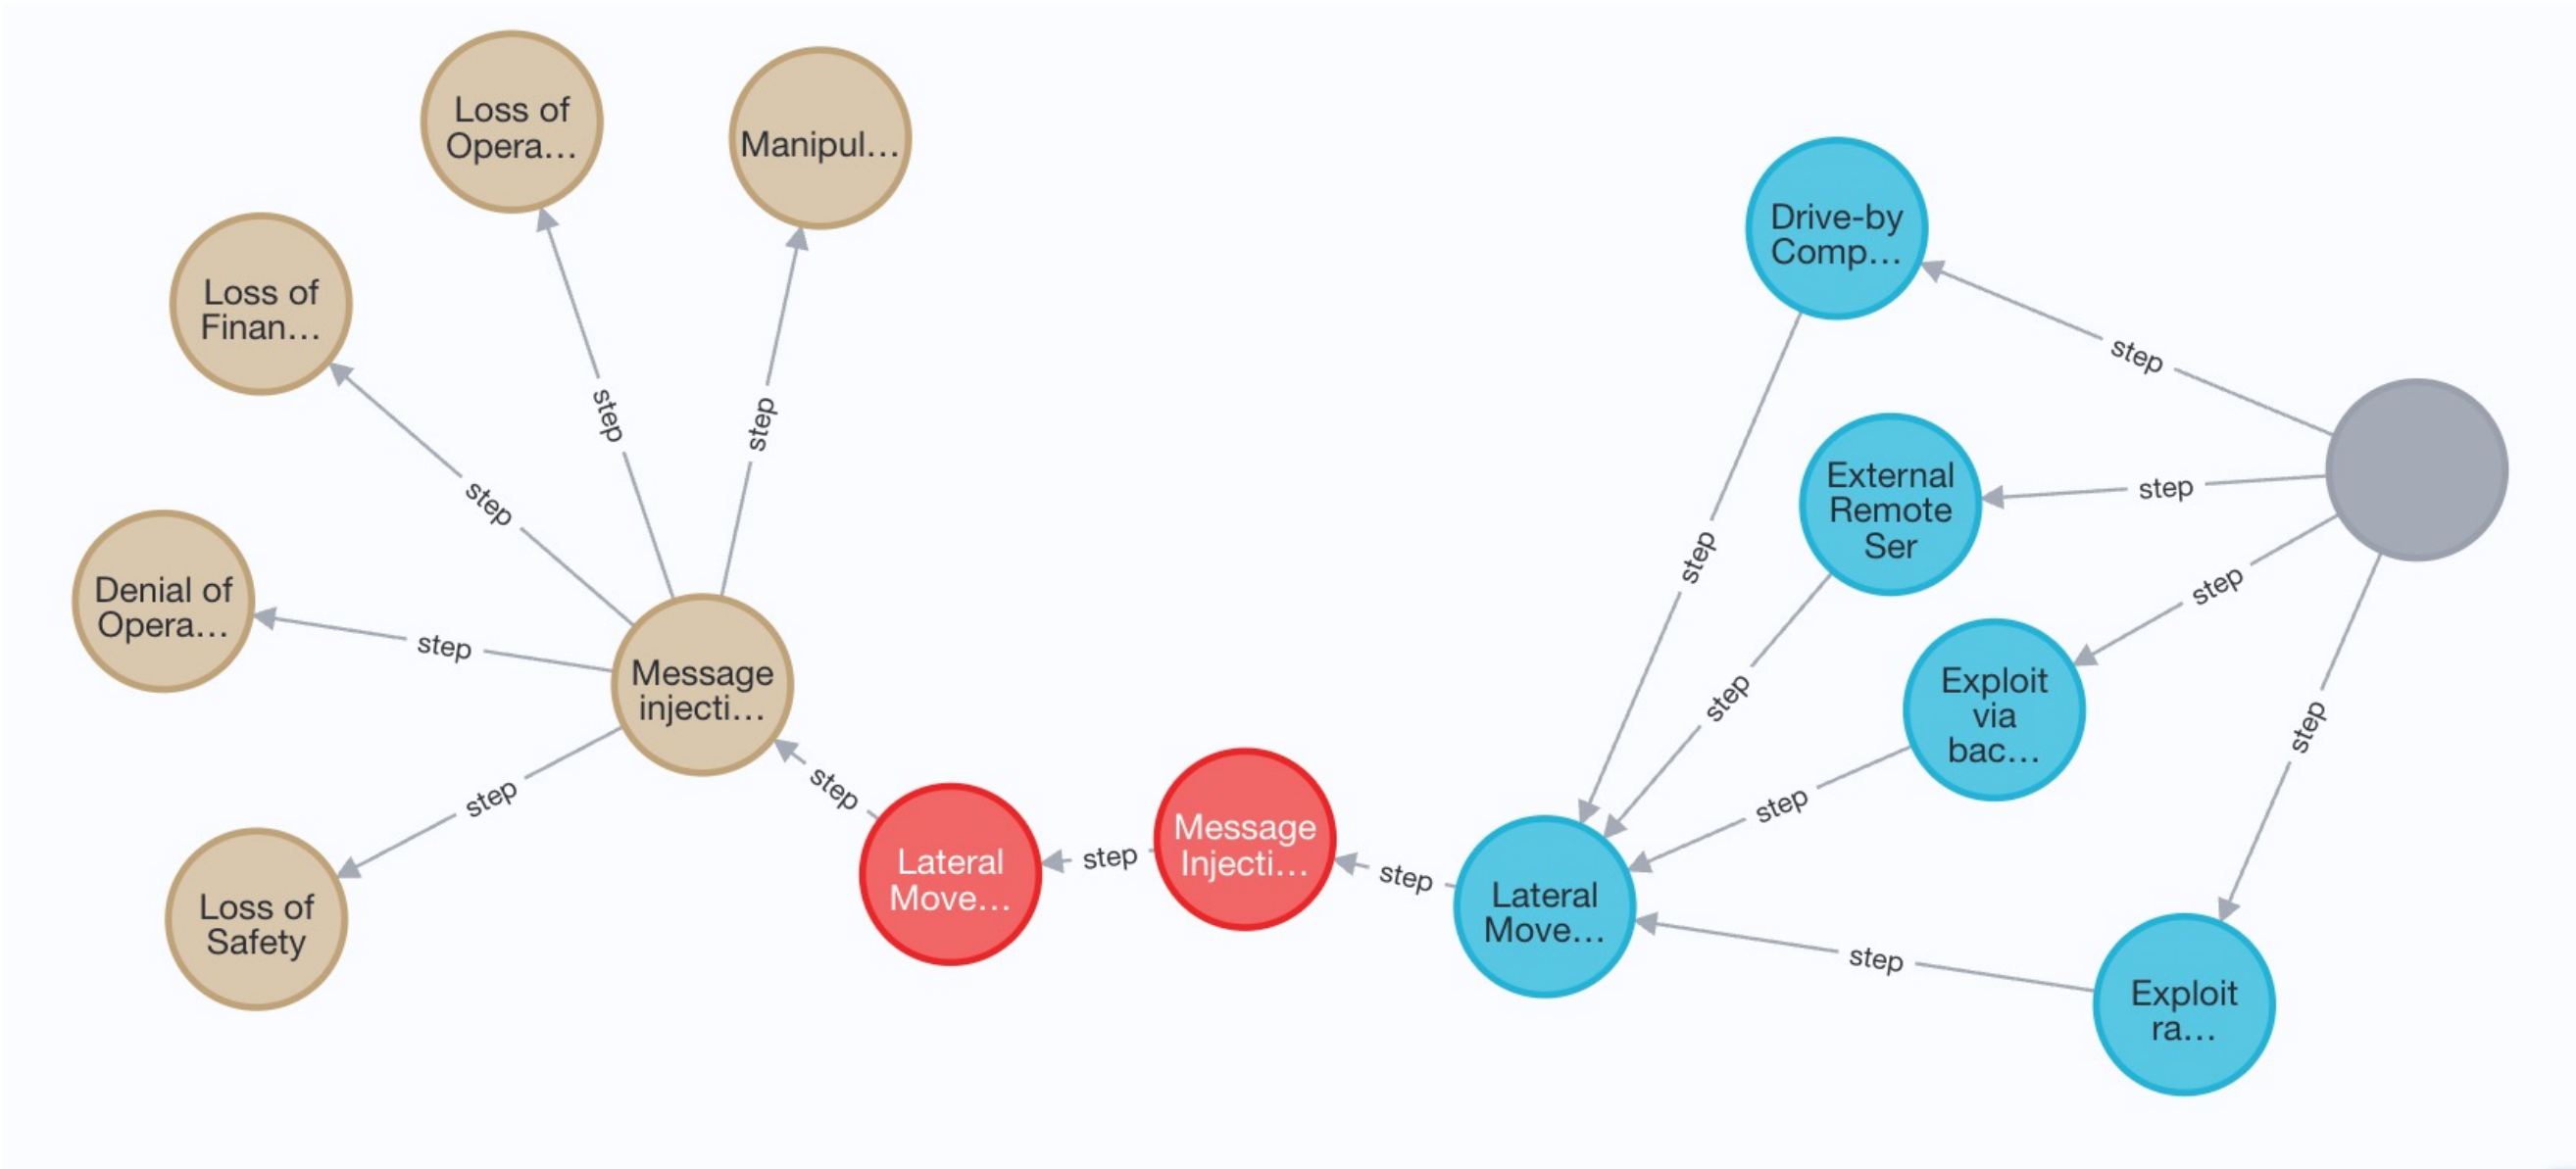 Loss of
Opera...
Manipul...
Loss of
Finan...
Denial of
Opera...
Message
injecti...
Loss of
Safety
step
step
step
step
step
step
Lateral
Move...
step
Message
Injecti...
step
Lateral
Move...
Drive-by
Comp...
External
Remote
Ser
Exploit
via
bac...
Exploit
ra...
step
step
step
step
step
step
step
step